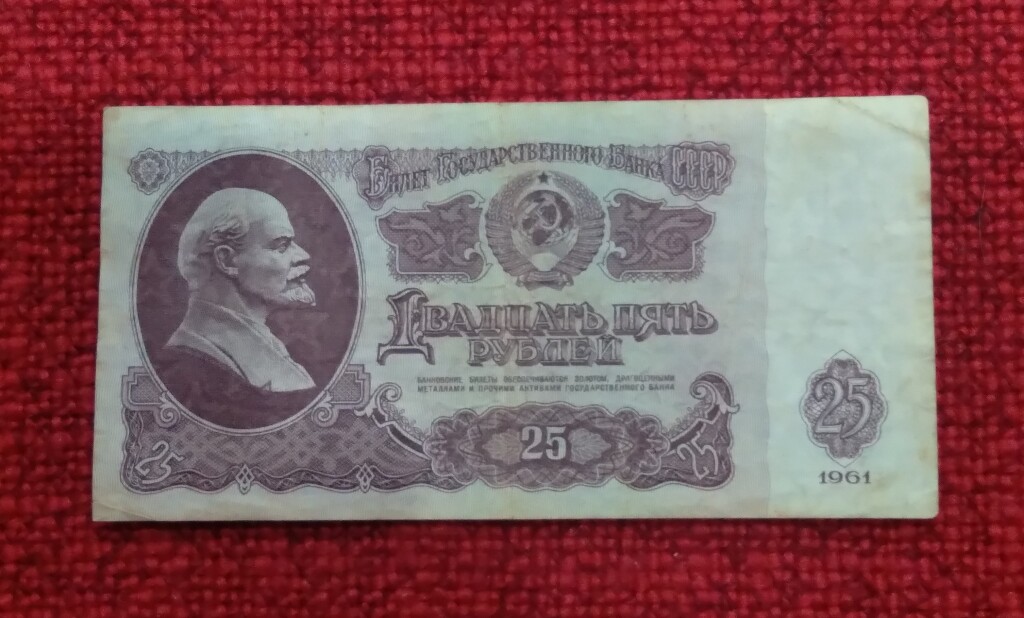 Билет Государственного Банка СССР
Двадцать пять
рублей
БАНКОВСКИЕ БИЛЕТЫ ОБЕСПЕЧИВАЮТСЯ ЗОЛОТОМ, ДРАГОЦЕННЫМИ
МЕТАЛЛАМИ И ПРОЧИМИ АКТИВАМИ ГОСУДАРСТВЕННОГО БАНКА
25
25
25
25
1961